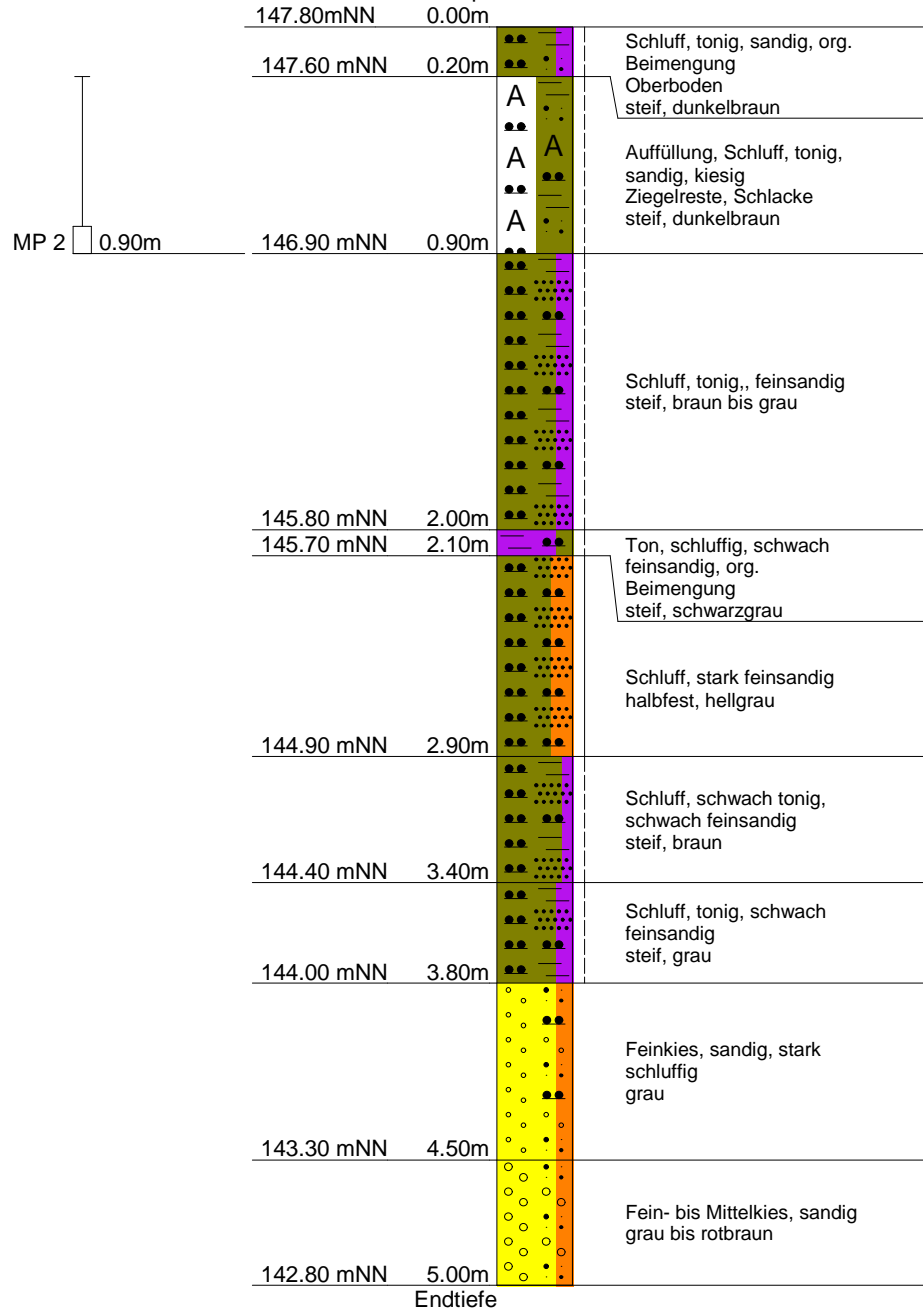 147.80mNN 0.00m
Schluff, tonig, sandig, org.
Beimengung
Oberboden
steif, dunkelbraun
147.60 mNN 0.20m
A
A
A
A
Auffüllung, Schluff, tonig,
sandig, kiesig
Ziegelreste, Schlacke
steif, dunkelbraun
MP 2 0.90m
146.90 mNN 0.90m
Schluff, tonig,, feinsandig
steif, braun bis grau
145.80 mNN 2.00m
145.70 mNN 2.10m
Ton, schluffig, schwach
feinsandig, org.
Beimengung
steif, schwarzgrau
Schluff, stark feinsandig
halbfest, hellgrau
144.90 mNN 2.90m
Schluff, schwach tonig,
schwach feinsandig
steif, braun
144.40 mNN 3.40m
Schluff, tonig, schwach
feinsandig
steif, grau
144.00 mNN 3.80m
Feinkies, sandig, stark
schluffig
grau
143.30 mNN 4.50m
Fein- bis Mittelkies, sandig
grau bis rotbraun
142.80 mNN 5.00m
Endtiefe